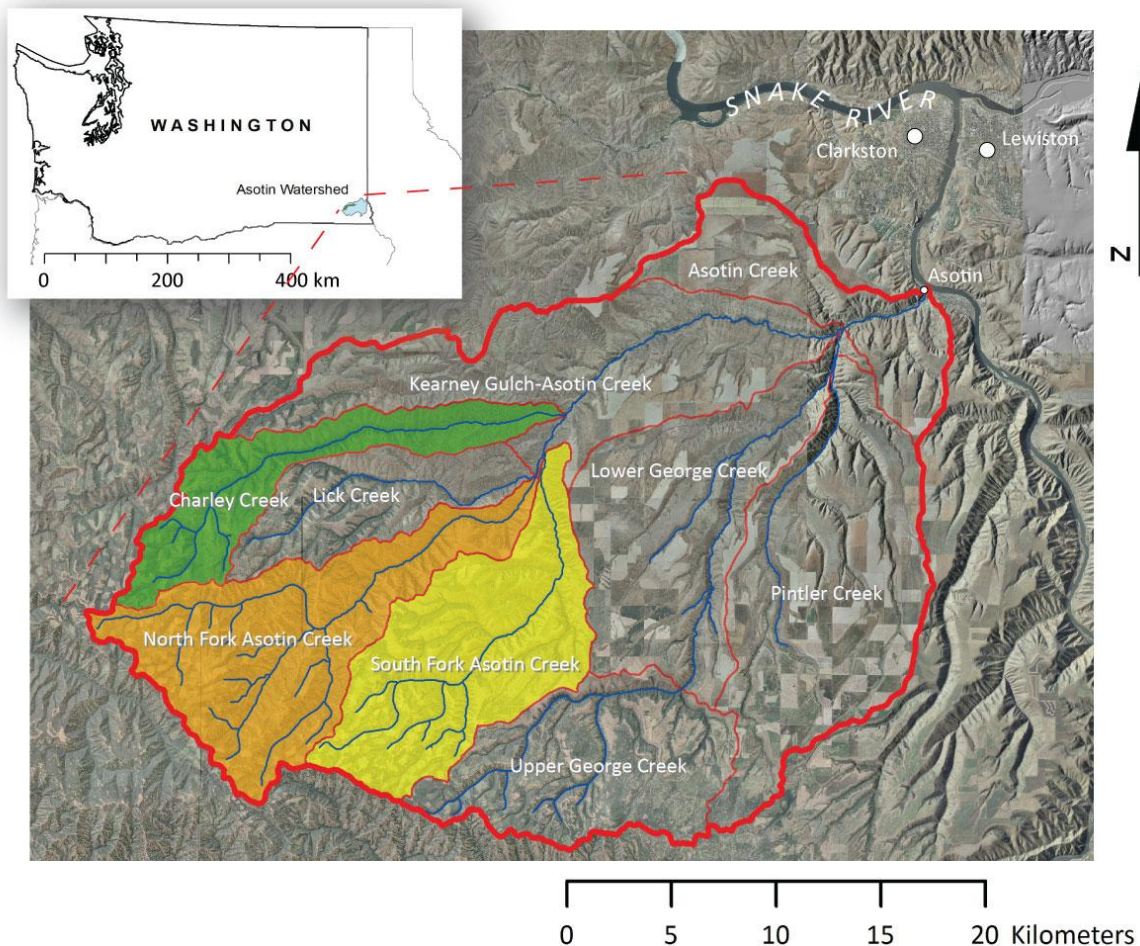 WASHINGTON
Asotin Watershed
0 200 400 km
SNAKE RIVER
Clarkston
Lewiston
N
Asotin
Asotin Creek
Kearney Gulch-Asotin Creek
Charley Creek
Lick Creek
Lower George Creek
Pintler Creek
North Fork Asotin Creek
South Fork Asotin Creek
Upper George Creek
0 5 10 15 20 Kilometers